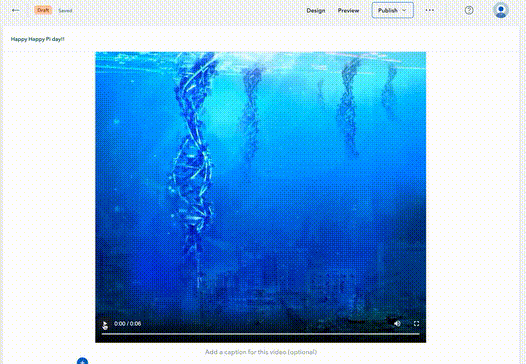 Draft Saved Design Preview Publish
Happy Happy Pi day!!
0:00 / 0:06
Add a caption for this video (optional)